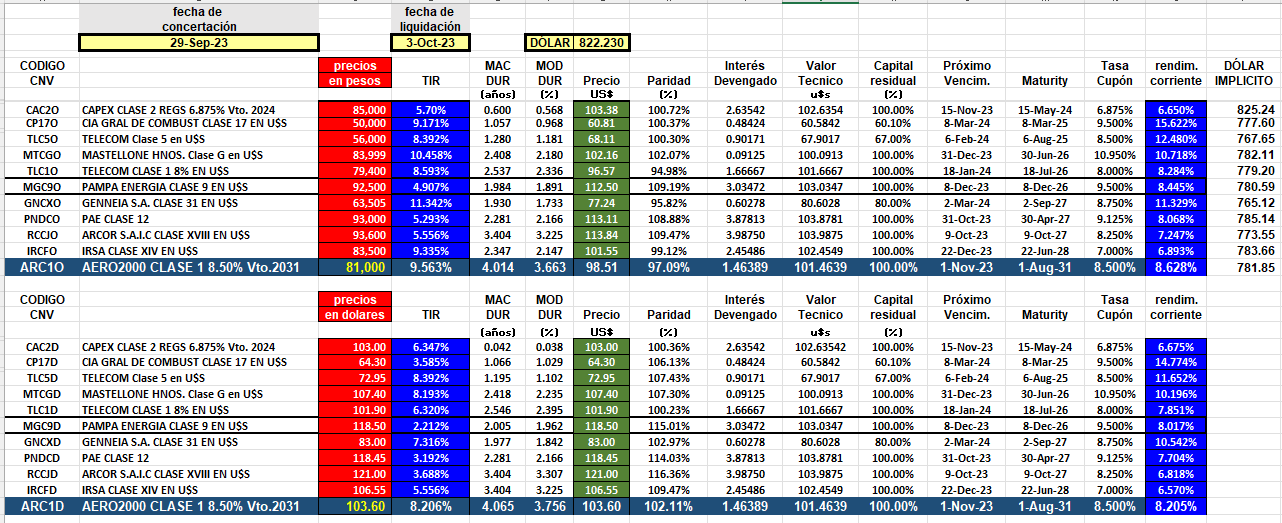 fecha de fecha de
concertación liquidación
29-Sep-23 3-Oct-23 DÓLAR 822.230
CODIGO precios MAC MOD Interés Valor Capital Próximo Tasa rendim. DÓLAR
CNV en pesos TIR DUR DUR Precio Paridad Devengado Tecnico residual Vencim. Maturity Cupón corriente IMPLICITO
(años) (%) US$ (%) u$s (%)
CAC2O CAPEX CLASE 2 REGS 6.875% Vto. 2024 85,000 5.70% 0.600 0.568 103.38 100.72% 2.63542 102.6354 100.00% 15-Nov-23 15-May-24 6.875% 6.650% 825.24
CP17O CIA GRAL DE COMBUST CLASE 17 EN U$S 50,000 9.171% 1.057 0.968 60.81 100.37% 0.48424 60.5842 60.10% 8-Mar-24 8-Mar-25 9.500% 15.622% 777.60
TLC5O TELECOM Clase 5 en U$S 56,000 8.392% 1.280 1.181 68.11 100.30% 0.90171 67.9017 67.00% 6-Feb-24 6-Aug-25 8.500% 12.480% 767.65
MTCGO MASTELLONE HNOS. Clase G en U$S 83,999 10.458% 2.408 2.180 102.16 102.07% 0.09125 100.0913 100.00% 31-Dec-23 30-Jun-26 10.950% 10.718% 782.11
TLC1O TELECOM CLASE 1 8% EN U$S 79,400 8.593% 2.537 2.336 96.57 94.98% 1.66667 101.6667 100.00% 18-Jan-24 18-Jul-26 8.000% 8.284% 779.20
MGC9O PAMPA ENERGIA CLASE 9 EN U$S 92,500 4.907% 1.984 1.891 112.50 109.19% 3.03472 103.0347 100.00% 8-Dec-23 8-Dec-26 9.500% 8.445% 780.59
GNCXO GENNEIA S.A. CLASE 31 EN U$S 63,505 11.342% 1.930 1.733 77.24 95.82% 0.60278 80.6028 80.00% 2-Mar-24 2-Sep-27 8.750% 11.329% 765.12
PNDCO PAE CLASE 12 93,000 5.293% 2.281 2.166 113.11 108.88% 3.87813 103.8781 100.00% 31-Oct-23 30-Apr-27 9.125% 8.068% 785.14
RCCJO ARCOR S.A.I.C CLASE XVIII EN U$S 93,600 5.556% 3.404 3.225 113.84 109.47% 3.98750 103.9875 100.00% 9-Oct-23 9-Oct-27 8.250% 7.247% 773.55
IRCFO IRSA CLASE XIV EN U$S 83,500 9.335% 2.347 2.147 101.55 99.12% 2.45486 102.4549 100.00% 22-Dec-23 22-Jun-28 7.000% 6.893% 783.66
ARC1O AERO2000 CLASE 1 8.50% Vto.2031 81,000 9.563% 4.014 3.663 98.51 97.09% 1.46389 101.4639 100.00% 1-Nov-23 1-Aug-31 8.500% 8.628% 781.85
CODIGO precios MAC MOD Interés Valor Capital Próximo Tasa rendim.
CNV en dolares TIR DUR DUR Precio Paridad Devengado Tecnico residual Vencim. Maturity Cupón corriente
(años) (%) US$ (%) u$s (%)
CAC2D CAPEX CLASE 2 REGS 6.875% Vto. 2024 103.00 6.347% 0.042 0.038 103.00 100.36% 2.63542 102.63542 100.00% 15-Nov-23 15-May-24 6.875% 6.675%
CP17D CIA GRAL DE COMBUST CLASE 17 EN U$S 64.30 3.585% 1.066 1.029 64.30 106.13% 0.48424 60.5842 60.10% 8-Mar-24 8-Mar-25 9.500% 14.774%
TLC5D TELECOM Clase 5 en U$S 72.95 8.392% 1.195 1.102 72.95 107.43% 0.90171 67.9017 67.00% 6-Feb-24 6-Aug-25 8.500% 11.652%
MTCGD MASTELLONE HNOS. Clase G en U$S 107.40 8.193% 2.418 2.235 107.40 107.30% 0.09125 100.0913 100.00% 31-Dec-23 30-Jun-26 10.950% 10.196%
TLC1D TELECOM CLASE 1 8% EN U$S 101.90 6.320% 2.546 2.395 101.90 100.23% 1.66667 101.6667 100.00% 18-Jan-24 18-Jul-26 8.000% 7.851%
MGC9D PAMPA ENERGIA CLASE 9 EN U$S 118.50 2.212% 2.005 1.962 118.50 115.01% 3.03472 103.0347 100.00% 8-Dec-23 8-Dec-26 9.500% 8.017%
GNCXD GENNEIA S.A. CLASE 31 EN U$S 83.00 7.316% 1.977 1.842 83.00 102.97% 0.60278 80.6028 80.00% 2-Mar-24 2-Sep-27 8.750% 10.542%
PNDCD PAE CLASE 12 118.45 3.192% 2.281 2.166 118.45 114.03% 3.87813 103.8781 100.00% 31-Oct-23 30-Apr-27 9.125% 7.704%
RCCJD ARCOR S.A.I.C CLASE XVIII EN U$S 121.00 3.688% 3.404 3.307 121.00 116.36% 3.98750 103.9875 100.00% 9-Oct-23 9-Oct-27 8.250% 6.818%
IRCFD IRSA CLASE XIV EN U$S 106.55 5.556% 3.404 3.225 106.55 109.47% 2.45486 102.4549 100.00% 22-Dec-23 22-Jun-28 7.000% 6.570%
ARC1D AERO2000 CLASE 1 8.50% Vto.2031 103.60 8.206% 4.065 3.756 103.60 102.11% 1.46389 101.4639 100.00% 1-Nov-23 1-Aug-31 8.500% 8.205%